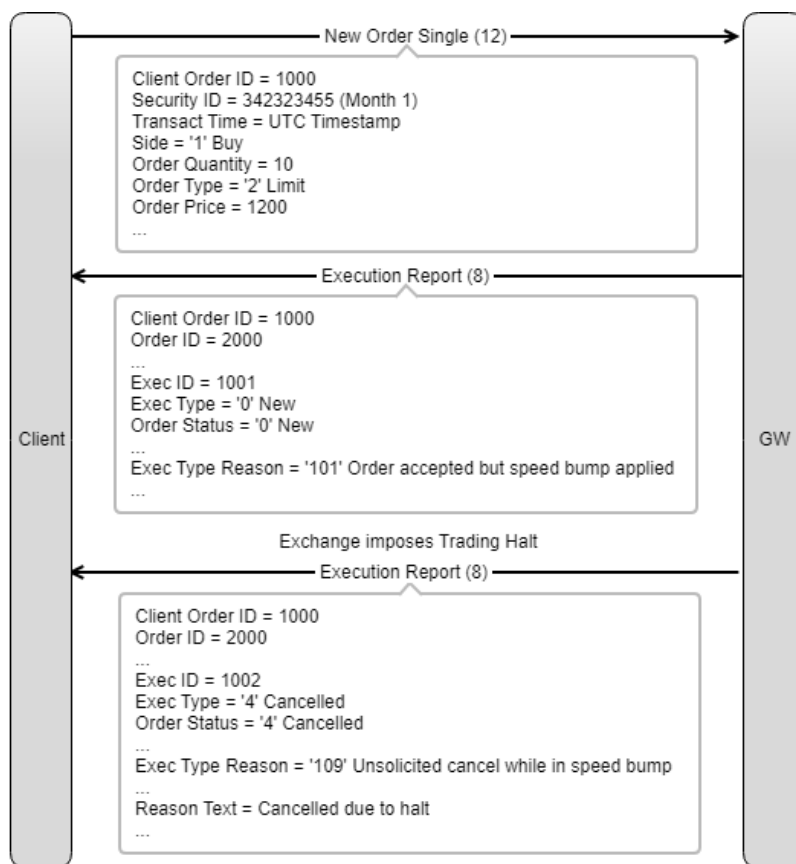 New Order Single (12)
Client Order ID = 1000
Security ID = 342323455 (Month 1)
Transact Time = UTC Timestamp
Side = '1' Buy
Order Quantity = 10
Order Type = '2' Limit
Order Price = 1200
...
Execution Report (8)
Client Order ID = 1000
Order ID = 2000
...
Exec ID = 1001
Exec Type = '0' New
Order Status = '0' New
...
Exec Type Reason = '101' Order accepted but speed bump applied
...
Client
GW
Exchange imposes Trading Halt
Execution Report (8)
Client Order ID = 1000
Order ID = 2000
...
Exec ID = 1002
Exec Type = '4' Cancelled
Order Status = '4' Cancelled
...
Exec Type Reason = '109' Unsolicited cancel while in speed bump
...
Reason Text = Cancelled due to halt
...